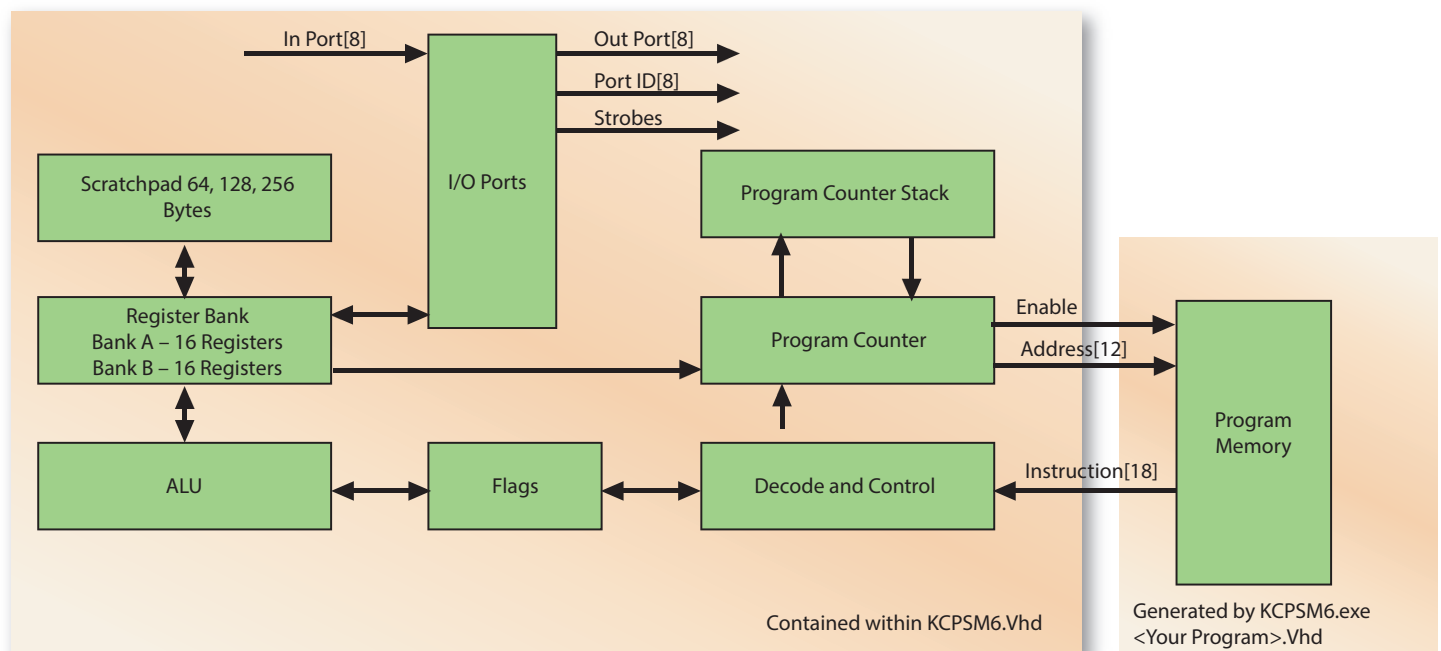 In Port[8]
Out Port[8]
Port ID[8]
Strobes
I/O Ports
Scratchpad 64, 128, 256
Bytes
Program Counter Stack
Register Bank
Bank A – 16 Registers
Bank B – 16 Registers
Program Counter
Enable
Address[12]
Program
Memory
ALU
Flags
Decode and Control
Instruction[18]
Contained within KCPSM6.Vhd
Generated by KCPSM6.exe
<Your Program>.Vhd